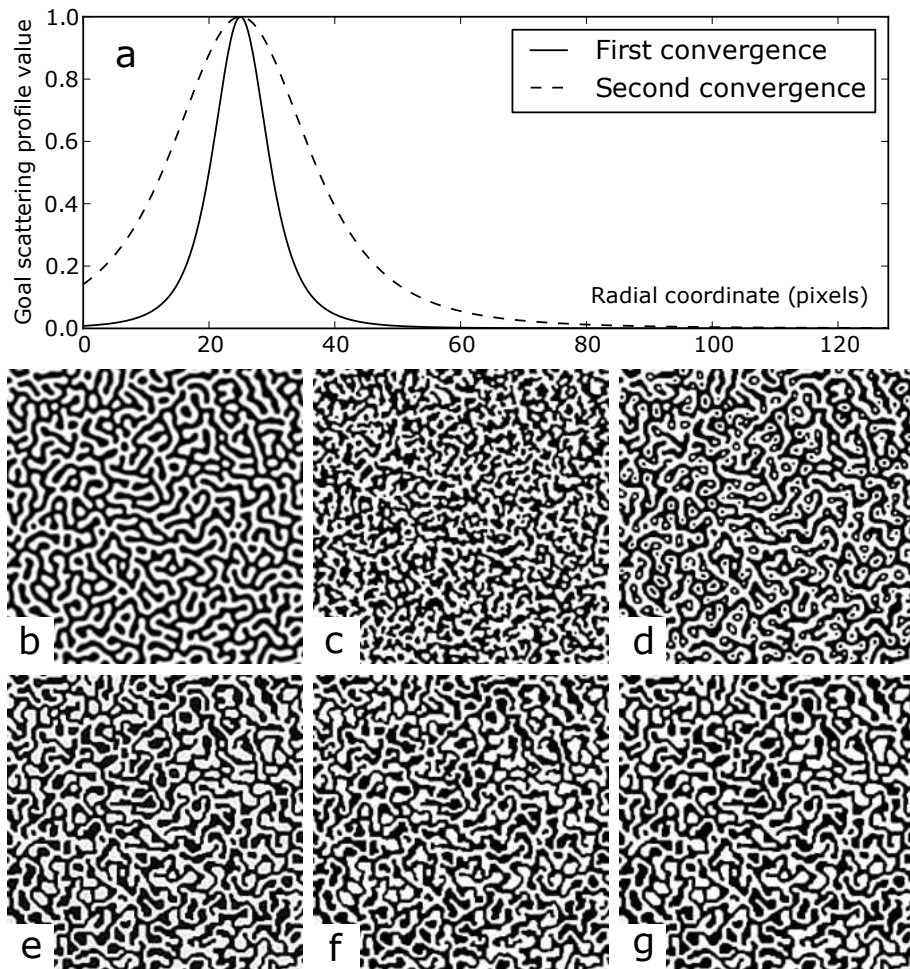 Goal scattering profile value
1.0
0.8
0.6
0.4
0.2
0.0
a
First convergence
Second convergence
Radial coordinate (pixels)
0 20 40 60 80 100 120
b c d
e f g